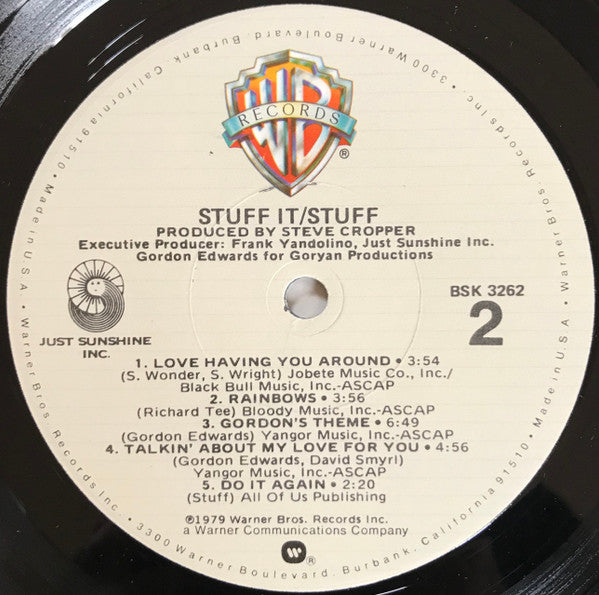 WB
RECORDS
®
STUFF IT/STUFF
PRODUCED BY STEVE CROPPER
Executive Producer: Frank Yandolino, Just Sunshine Inc.
Gordon Edwards for Goryan Productions
BSK 3262
2
JUST SUNSHINE
INC.
1. LOVE HAVING YOU AROUND • 3:54
(S. Wonder, S. Wright) Jobete Music Co., Inc./
Black Bull Music, Inc.-ASCAP
2. RAINBOWS • 3:56
(Richard Tee) Bloody Music, Inc.-ASCAP
3. GORDON'S THEME • 6:49
(Gordon Edwards) Yangor Music, Inc.-ASCAP
4. TALKIN' ABOUT MY LOVE FOR YOU • 4:56
(Gordon Edwards, David Smyrl)
Yangor Music, Inc.-ASCAP
5. DO IT AGAIN • 2:20
(Stuff) All Of Us Publishing
℗1979 Warner Bros. Records Inc.
a Warner Communications Company
W ®
• Made in U.S.A. • Warner Bros. Records Inc. • 3300 Warner Boulevard, Burbank, California 91510 • Made in U.S.A. • Warner Bros. Records Inc. • 3300 Warner Boulevard, Burbank, California 91510